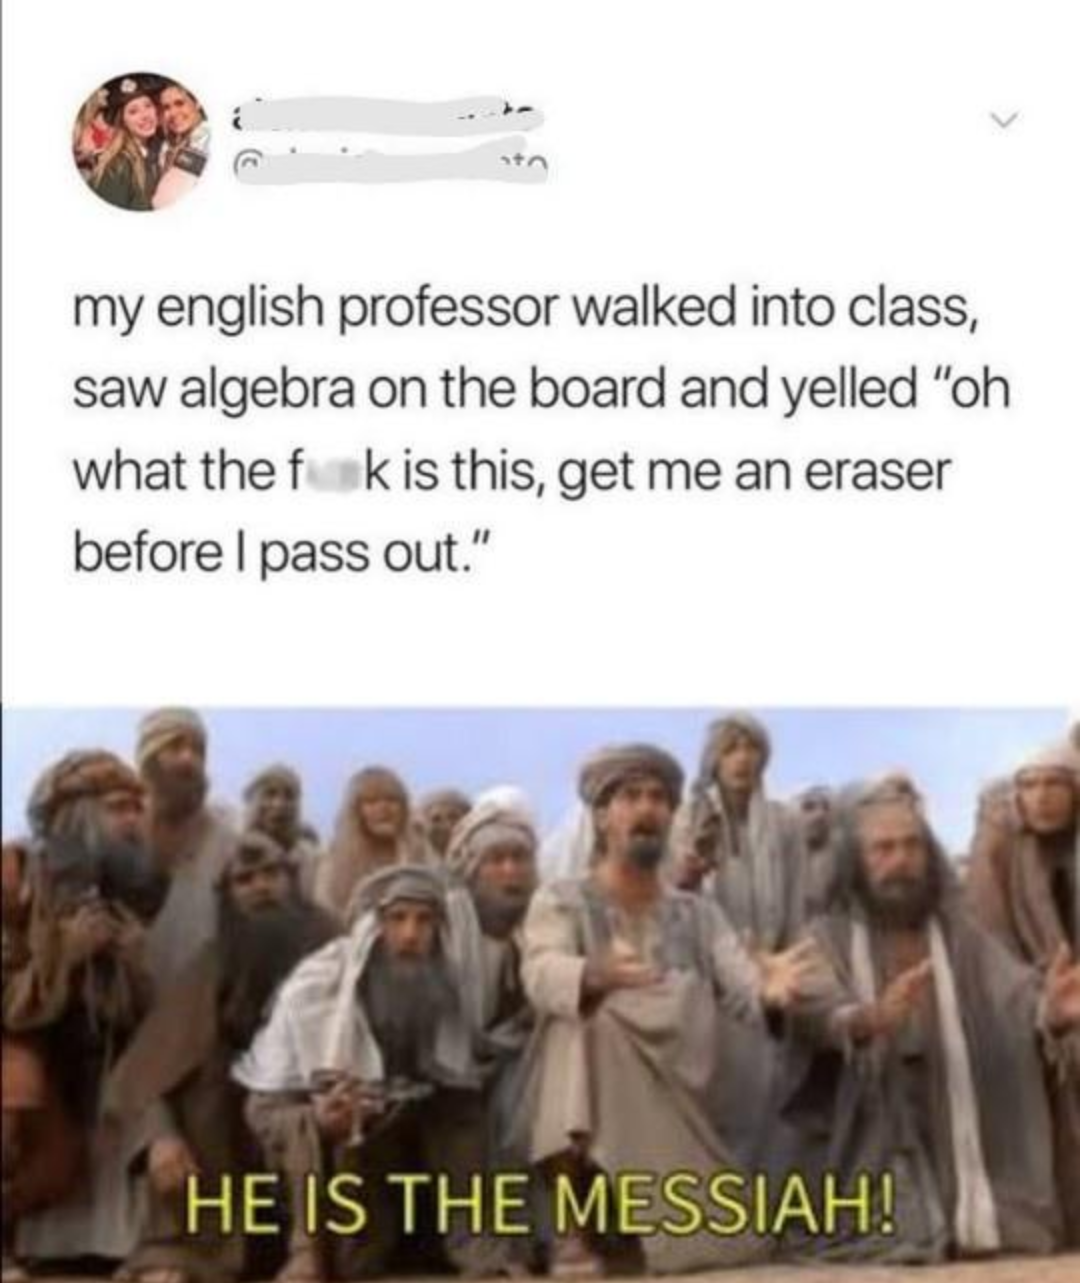 my english professor walked into class,
saw algebra on the board and yelled "oh
what the f k is this, get me an eraser
before I pass out."
HE IS THE MESSIAH!